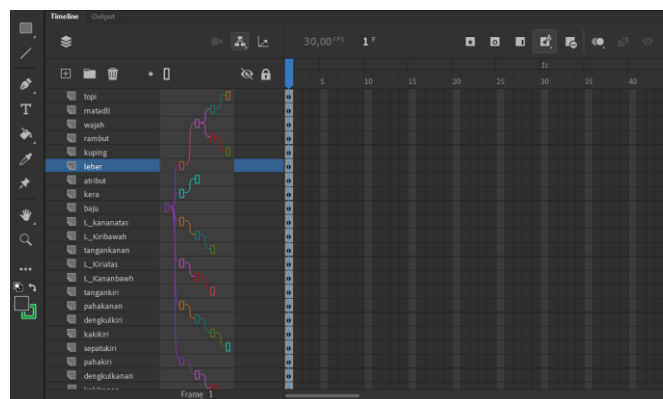 Timeline Output
30,00 FPS 1 F
1s
5 10 15 20 25 30 35 40
topi
matadll
wajah
rambut
kuping
leher
atribut
kera
baju
L_kananatas
L_Kiribawah
tangankanan
L_Kiriatas
L_Kananbawh
tangankiri
pahakanan
dengkulkiri
kakikiri
sepatukiri
pahakiri
dengkulkanan
Frame 1